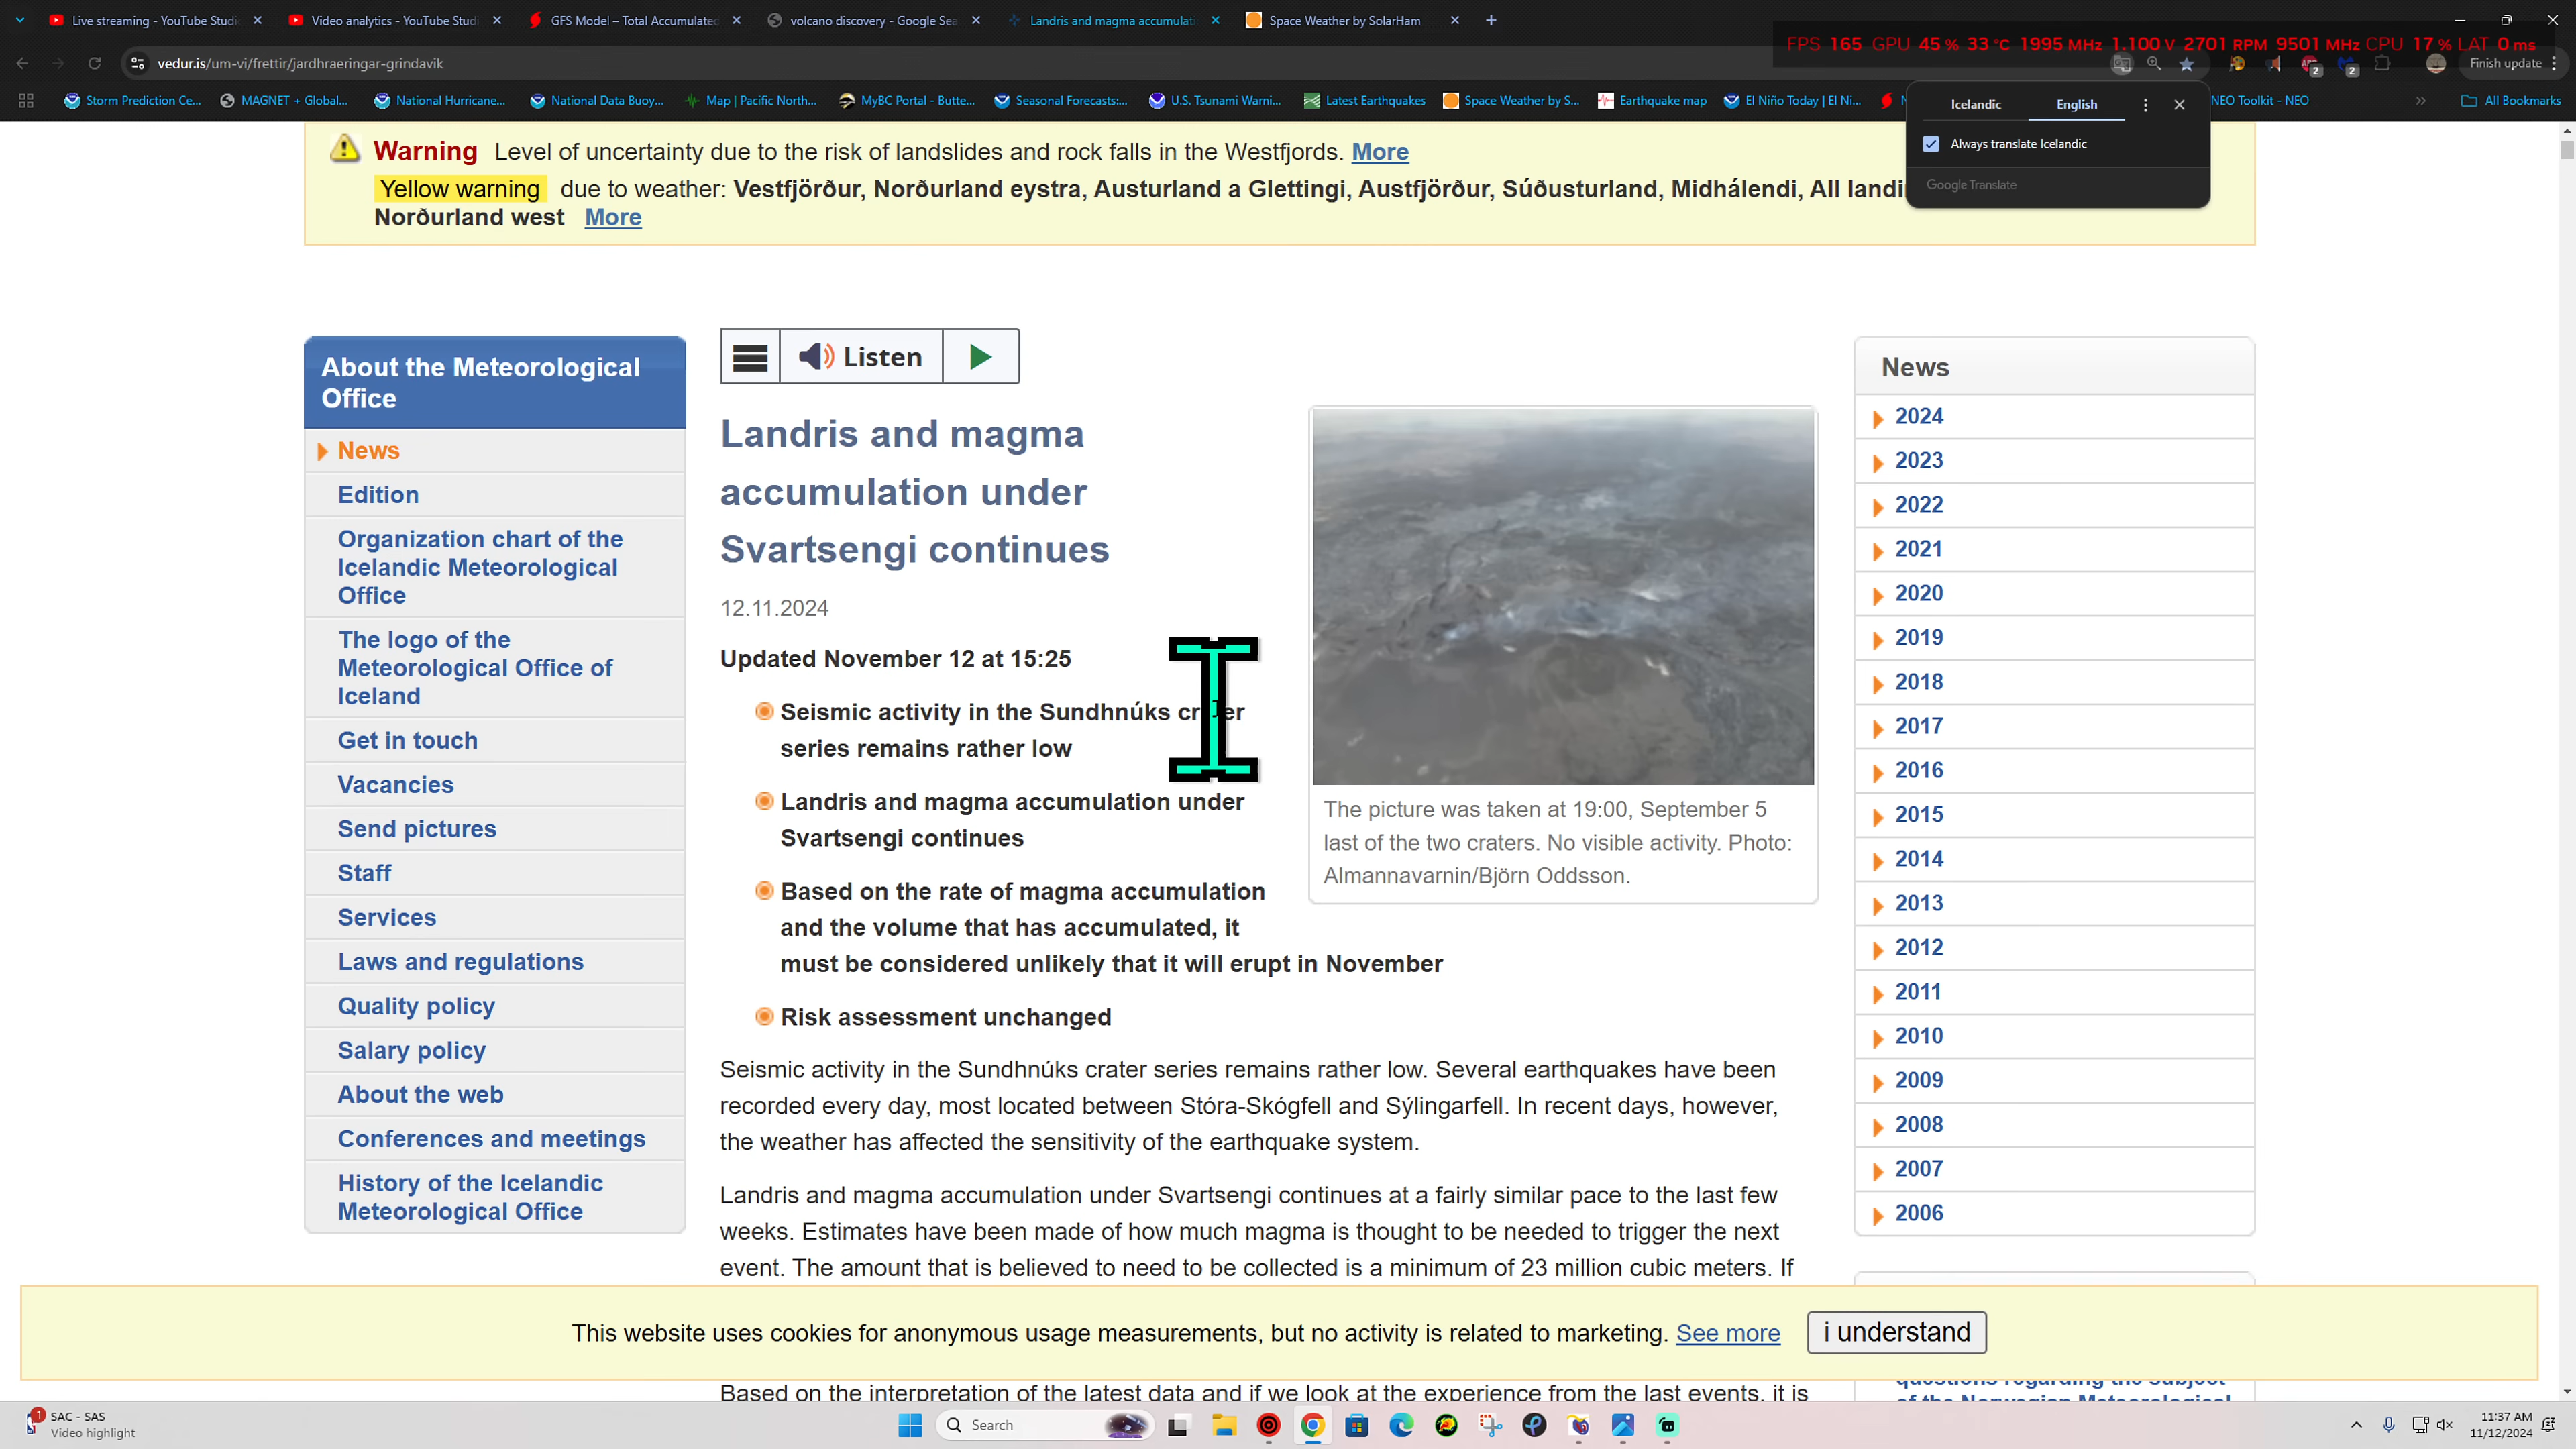 Live streaming - YouTube Studi
Video analytics - YouTube Studi
GFS Model – Total Accumulated
volcano discovery - Google Sea
Landris and magma accumulati
Space Weather by SolarHam
FPS 165 GPU 45 % 33 °C 1995 MHz 1.100 V 2701 RPM 9501 MHz CPU 17 % LAT 0 ms
vedur.is/um-vi/frettir/jardhraeringar-grindavik
2
2
Finish update
Storm Prediction Ce...
MAGNET + Global...
National Hurricane...
National Data Buoy...
Map | Pacific North...
MyBC Portal - Butte...
Seasonal Forecasts:...
U.S. Tsunami Warni...
Latest Earthquakes
Space Weather by S...
Earthquake map
El Niño Today | El Ni...
NEO Toolkit - NEO
All Bookmarks
Icelandic
English
Always translate Icelandic
Google Translate
Warning Level of uncertainty due to the risk of landslides and rock falls in the Westfjords. More
Yellow warning due to weather: Vestfjörður, Norðurland eystra, Austurland a Glettingi, Austfjörður, Súðusturland, Midhálendi, All landi
Norðurland west More
About the Meteorological
Office
News
Edition
Organization chart of the
Icelandic Meteorological
Office
The logo of the
Meteorological Office of
Iceland
Get in touch
Vacancies
Send pictures
Staff
Services
Laws and regulations
Quality policy
Salary policy
About the web
Conferences and meetings
History of the Icelandic
Meteorological Office
Listen
Landris and magma
accumulation under
Svartsengi continues
12.11.2024
Updated November 12 at 15:25
Seismic activity in the Sundhnúks cr er
series remains rather low
Landris and magma accumulation under
Svartsengi continues
Based on the rate of magma accumulation
and the volume that has accumulated, it
must be considered unlikely that it will erupt in November
Risk assessment unchanged
The picture was taken at 19:00, September 5
last of the two craters. No visible activity. Photo:
Almannavarnin/Björn Oddsson.
Seismic activity in the Sundhnúks crater series remains rather low. Several earthquakes have been
recorded every day, most located between Stóra-Skógfell and Sýlingarfell. In recent days, however,
the weather has affected the sensitivity of the earthquake system.
Landris and magma accumulation under Svartsengi continues at a fairly similar pace to the last few
weeks. Estimates have been made of how much magma is thought to be needed to trigger the next
event. The amount that is believed to need to be collected is a minimum of 23 million cubic meters. If
News
2024
2023
2022
2021
2020
2019
2018
2017
2016
2015
2014
2013
2012
2011
2010
2009
2008
2007
2006
This website uses cookies for anonymous usage measurements, but no activity is related to marketing. See more
i understand
Based on the interpretation of the latest data and if we look at the experience from the last events, it is
questions regarding the subject
of the Norwegian Meteorological
1
SAC - SAS
Video highlight
Search
11:37 AM
11/12/2024